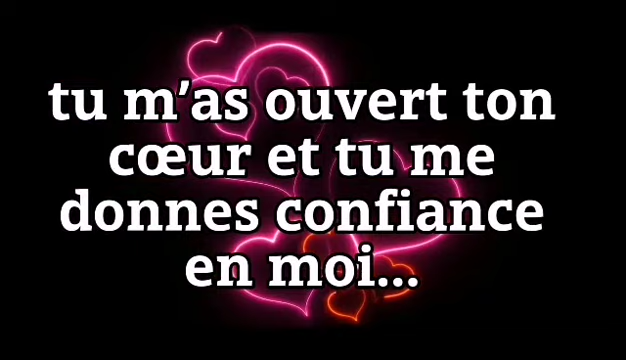 tu m’as ouvert ton
cœur et tu me
donnes confiance
en moi...